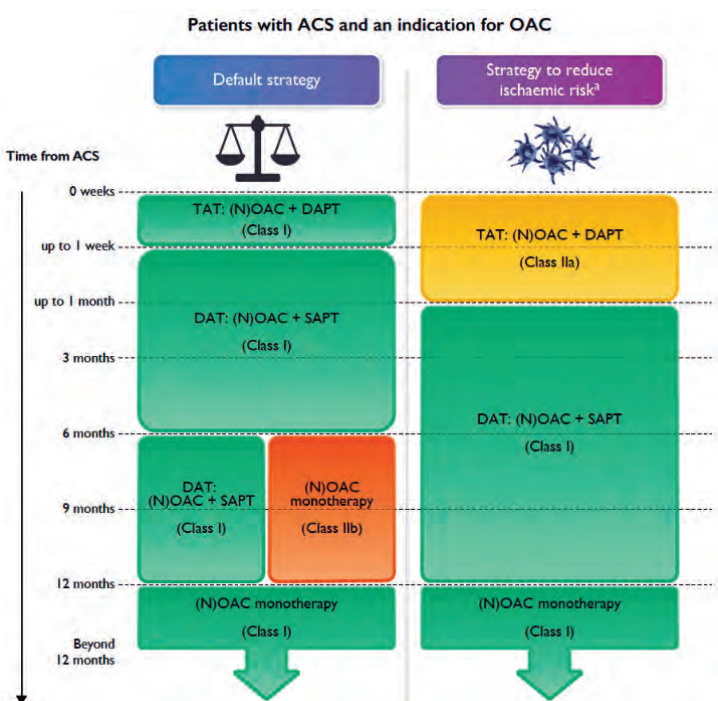 Patients with ACS and an indication for OAC
Default strategy
Strategy to reduce
ischaemic riskᵃ
Time from ACS
0 weeks
TAT: (N)OAC + DAPT
(Class I)
TAT: (N)OAC + DAPT
(Class IIa)
up to 1 week
up to 1 month
DAT: (N)OAC + SAPT
(Class I)
3 months
DAT: (N)OAC + SAPT
(Class I)
6 months
DAT:
(N)OAC + SAPT
(Class I)
(N)OAC
monotherapy
(Class IIb)
9 months
12 months
(N)OAC monotherapy
(Class I)
(N)OAC monotherapy
(Class I)
Beyond
12 months